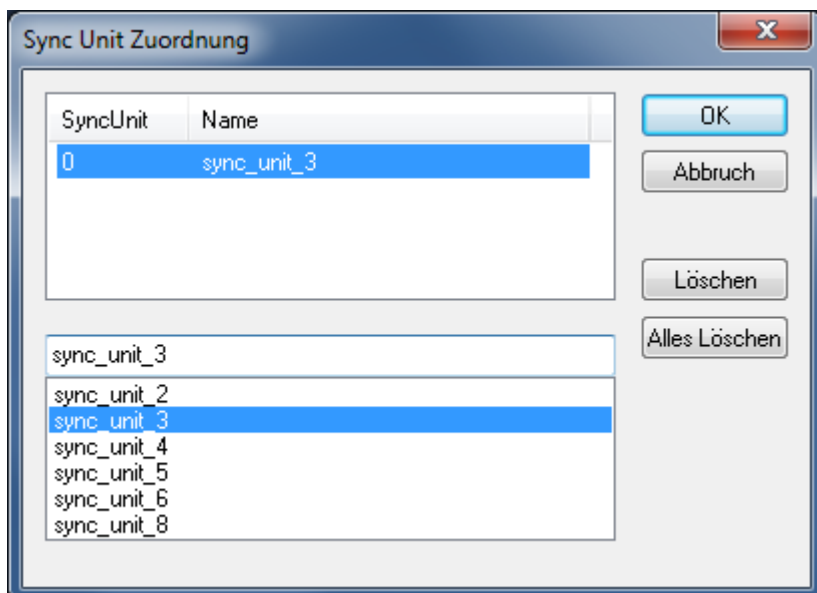 Sync Unit Zuordnung
SyncUnit Name
0 sync_unit_3
OK
Abbruch
Löschen
Alles Löschen
sync_unit_3
sync_unit_2
sync_unit_3
sync_unit_4
sync_unit_5
sync_unit_6
sync_unit_8